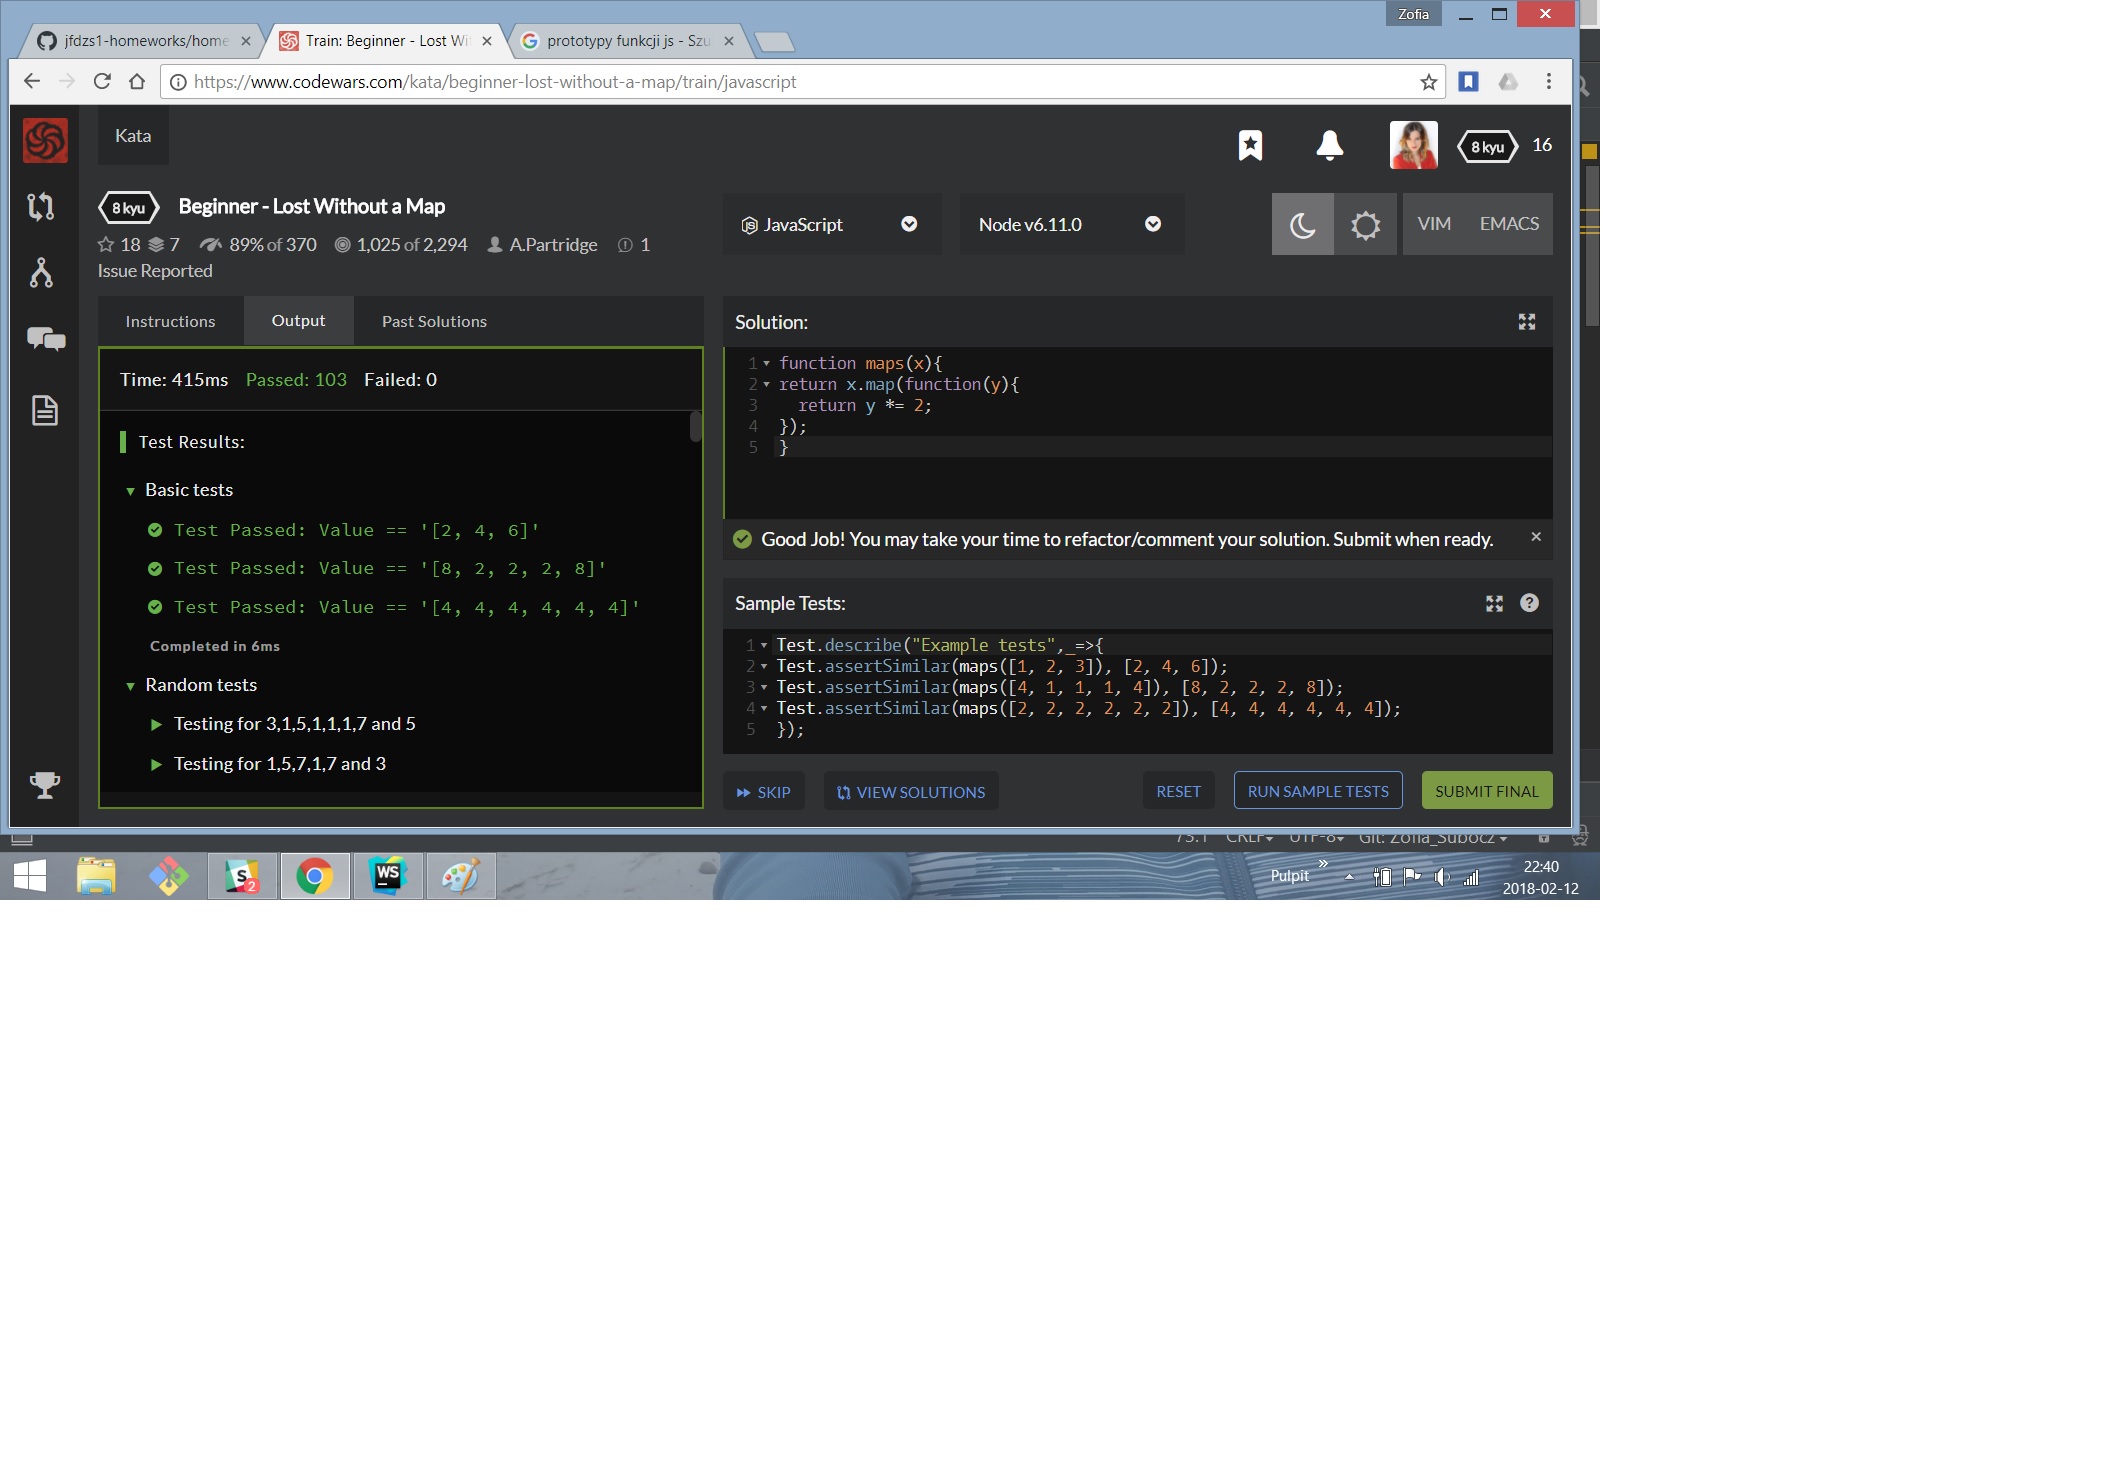 Zofia
jfdzs1-homeworks/home
Train: Beginner - Lost Wi
prototypy funkcji js - Szu
https://www.codewars.com/kata/beginner-lost-without-a-map/train/javascript
Kata
8 kyu
16
8 kyu
Beginner - Lost Without a Map
18 7 89% of 370 1,025 of 2,294 A.Partridge 1
Issue Reported
JavaScript
Node v6.11.0
VIM
EMACS
Instructions
Output
Past Solutions
Time: 415ms Passed: 103 Failed: 0
Test Results:
Basic tests
Test Passed: Value == '[2, 4, 6]'
Test Passed: Value == '[8, 2, 2, 2, 8]'
Test Passed: Value == '[4, 4, 4, 4, 4, 4]'
Completed in 6ms
Random tests
Testing for 3,1,5,1,1,1,7 and 5
Testing for 1,5,7,1,7 and 3
Solution:
1 function maps(x){
2 return x.map(function(y){
3 return y *= 2;
4 });
5 }
Good Job! You may take your time to refactor/comment your solution. Submit when ready.
Sample Tests:
1 Test.describe("Example tests",_=>{
2 Test.assertSimilar(maps([1, 2, 3]), [2, 4, 6]);
3 Test.assertSimilar(maps([4, 1, 1, 1, 4]), [8, 2, 2, 2, 8]);
4 Test.assertSimilar(maps([2, 2, 2, 2, 2, 2]), [4, 4, 4, 4, 4, 4]);
5 });
SKIP
VIEW SOLUTIONS
RESET
RUN SAMPLE TESTS
SUBMIT FINAL
73:1 CRLF UTF-8 Git: Zofia_Subocz
S 2
WS
Pulpit
22:40
2018-02-12